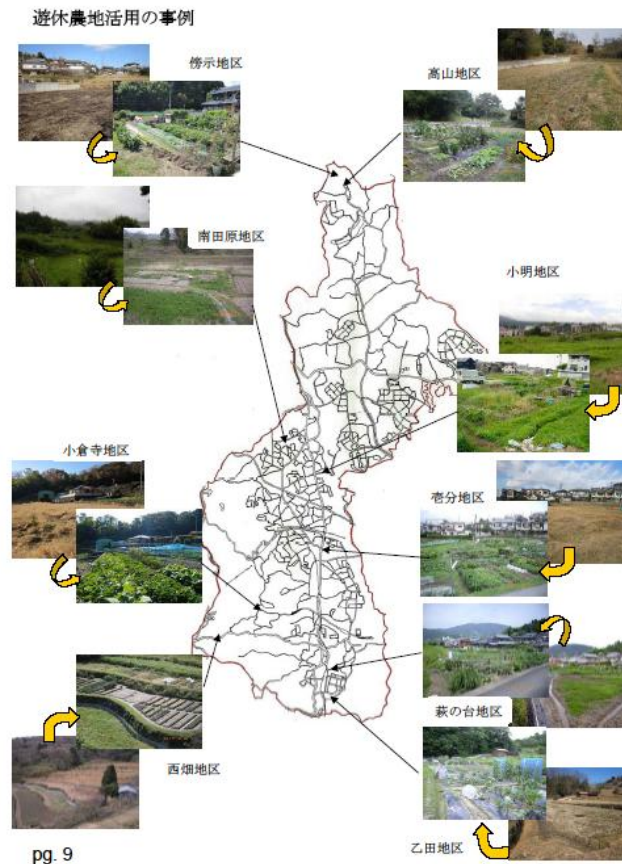 遊休農地活用の事例
傍示地区
高山地区
南田原地区
小明地区
小倉寺地区
壱分地区
萩の台地区
西畑地区
乙田地区
pg. 9